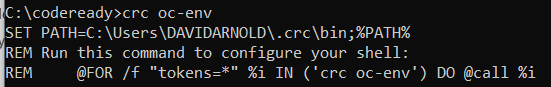 C:\codeready>crc oc-env
SET PATH=C:\Users\DAVIDARNOLD\.crc\bin;%PATH%
REM Run this command to configure your shell:
REM     @FOR /f "tokens=*" %i IN ('crc oc-env') DO @call %i